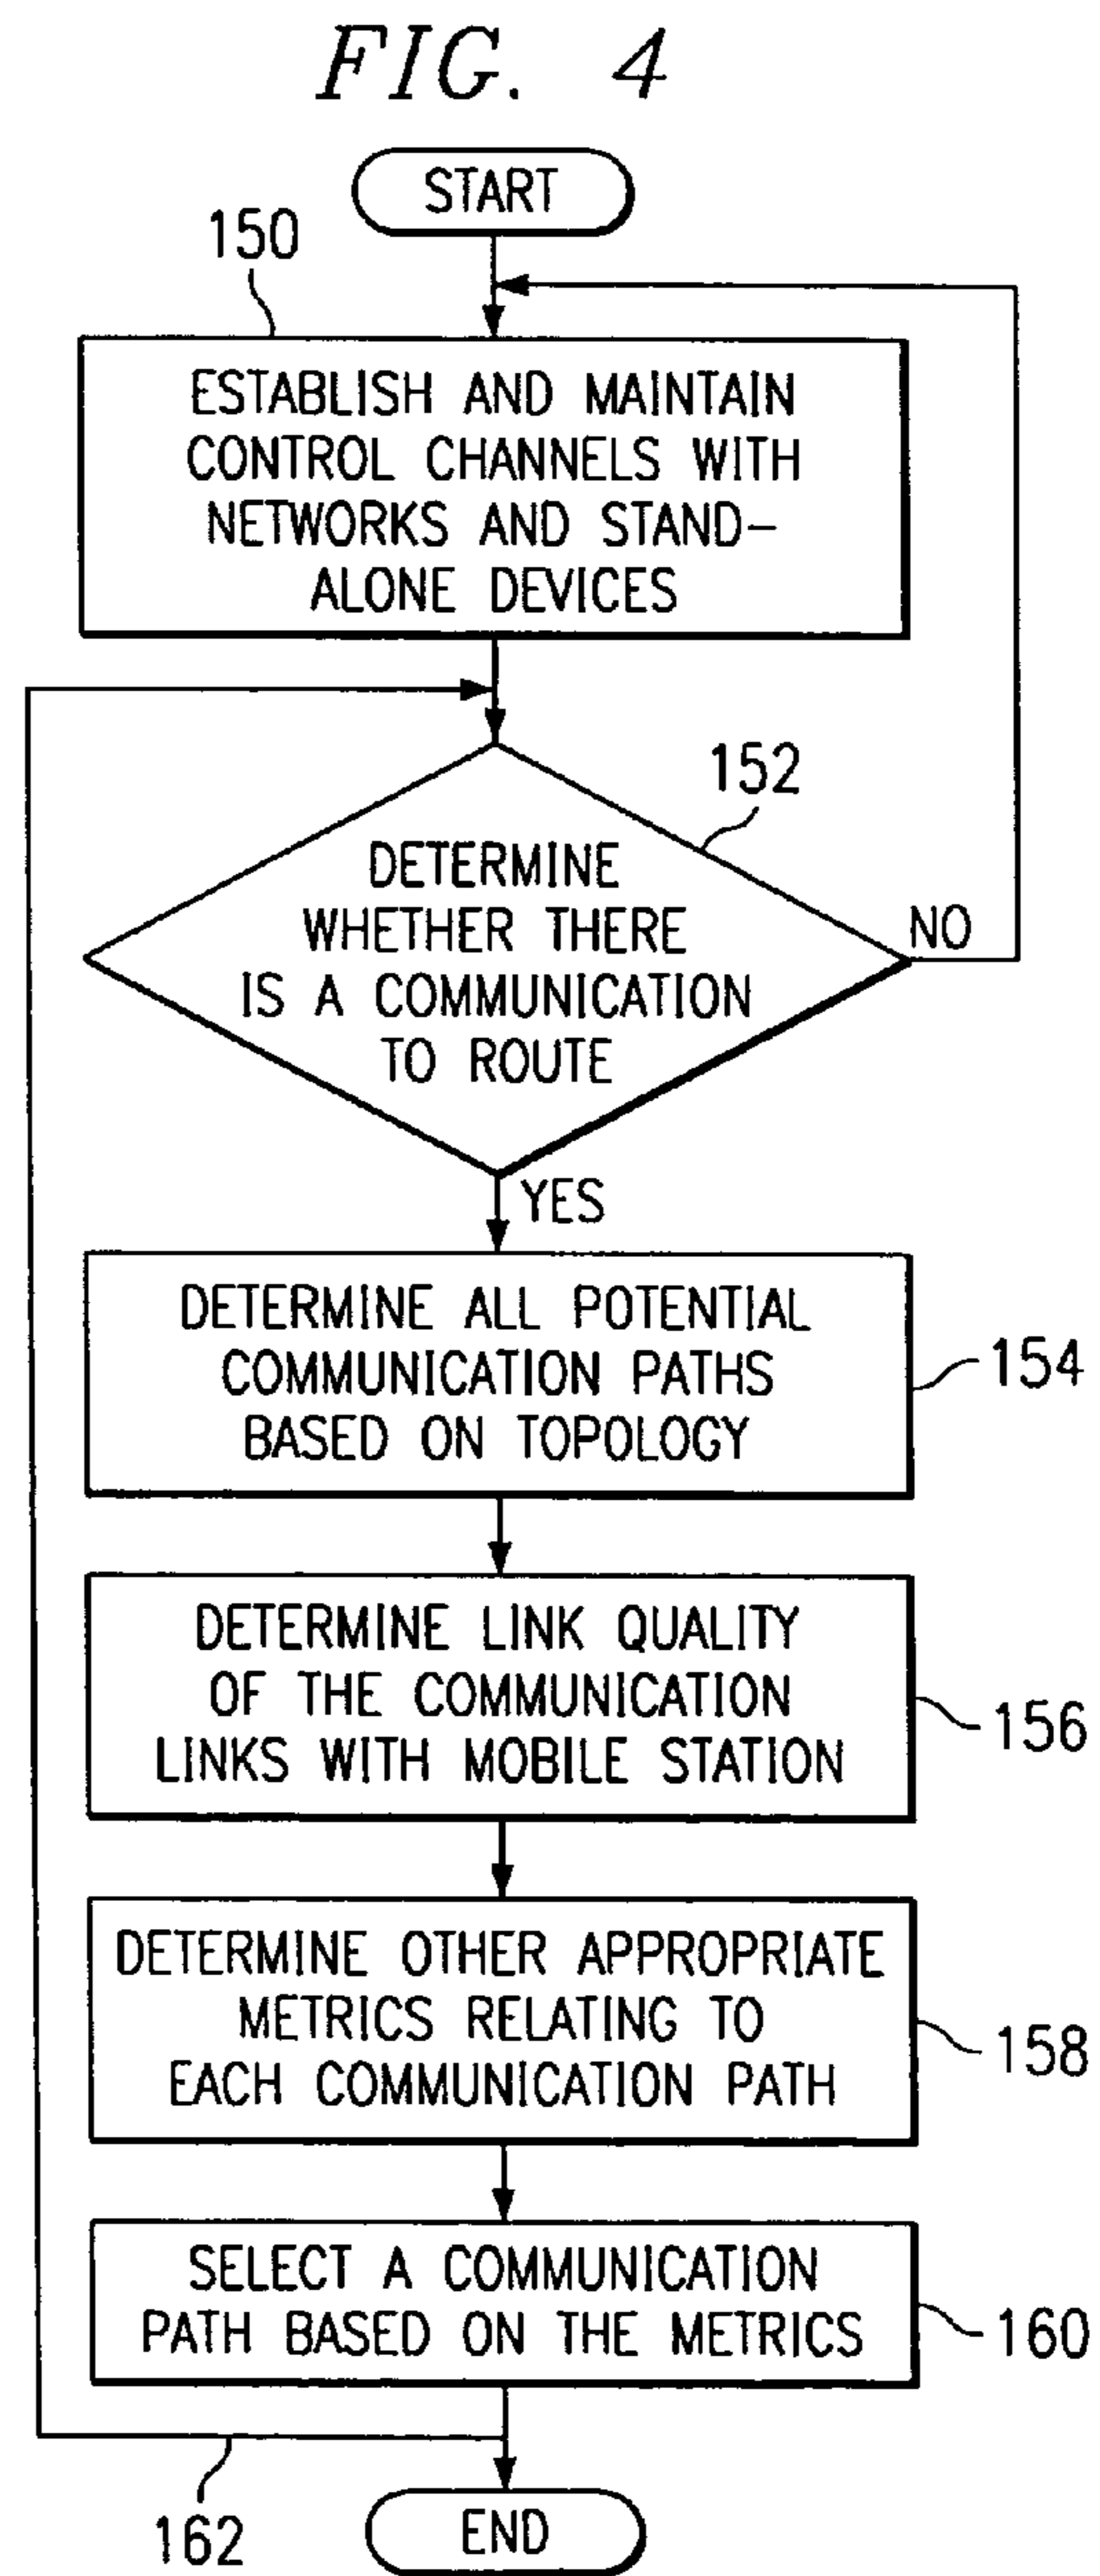 FIG. 4
START
150
ESTABLISH AND MAINTAIN
CONTROL CHANNELS WITH
NETWORKS AND STAND-
ALONE DEVICES
152
DETERMINE
WHETHER THERE
IS A COMMUNICATION
TO ROUTE
NO
YES
DETERMINE ALL POTENTIAL
COMMUNICATION PATHS
BASED ON TOPOLOGY
154
DETERMINE LINK QUALITY
OF THE COMMUNICATION
LINKS WITH MOBILE STATION
156
DETERMINE OTHER APPROPRIATE
METRICS RELATING TO
EACH COMMUNICATION PATH
158
SELECT A COMMUNICATION
PATH BASED ON THE METRICS
160
162
END